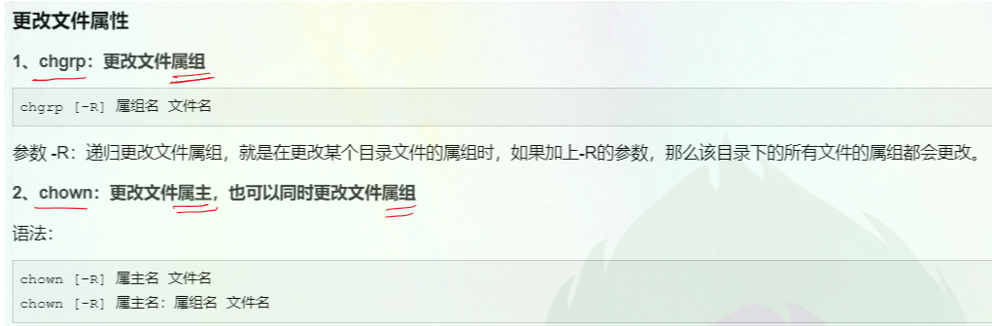 更改文件属性
1、chgrp：更改文件属组
chgrp [-R] 属组名 文件名
参数 -R：递归更改文件属组，就是在更改某个目录文件的属组时，如果加上-R的参数，那么该目录下的所有文件的属组都会更改。
2、chown：更改文件属主，也可以同时更改文件属组
语法：
chown [-R] 属主名 文件名
chown [-R] 属主名：属组名 文件名